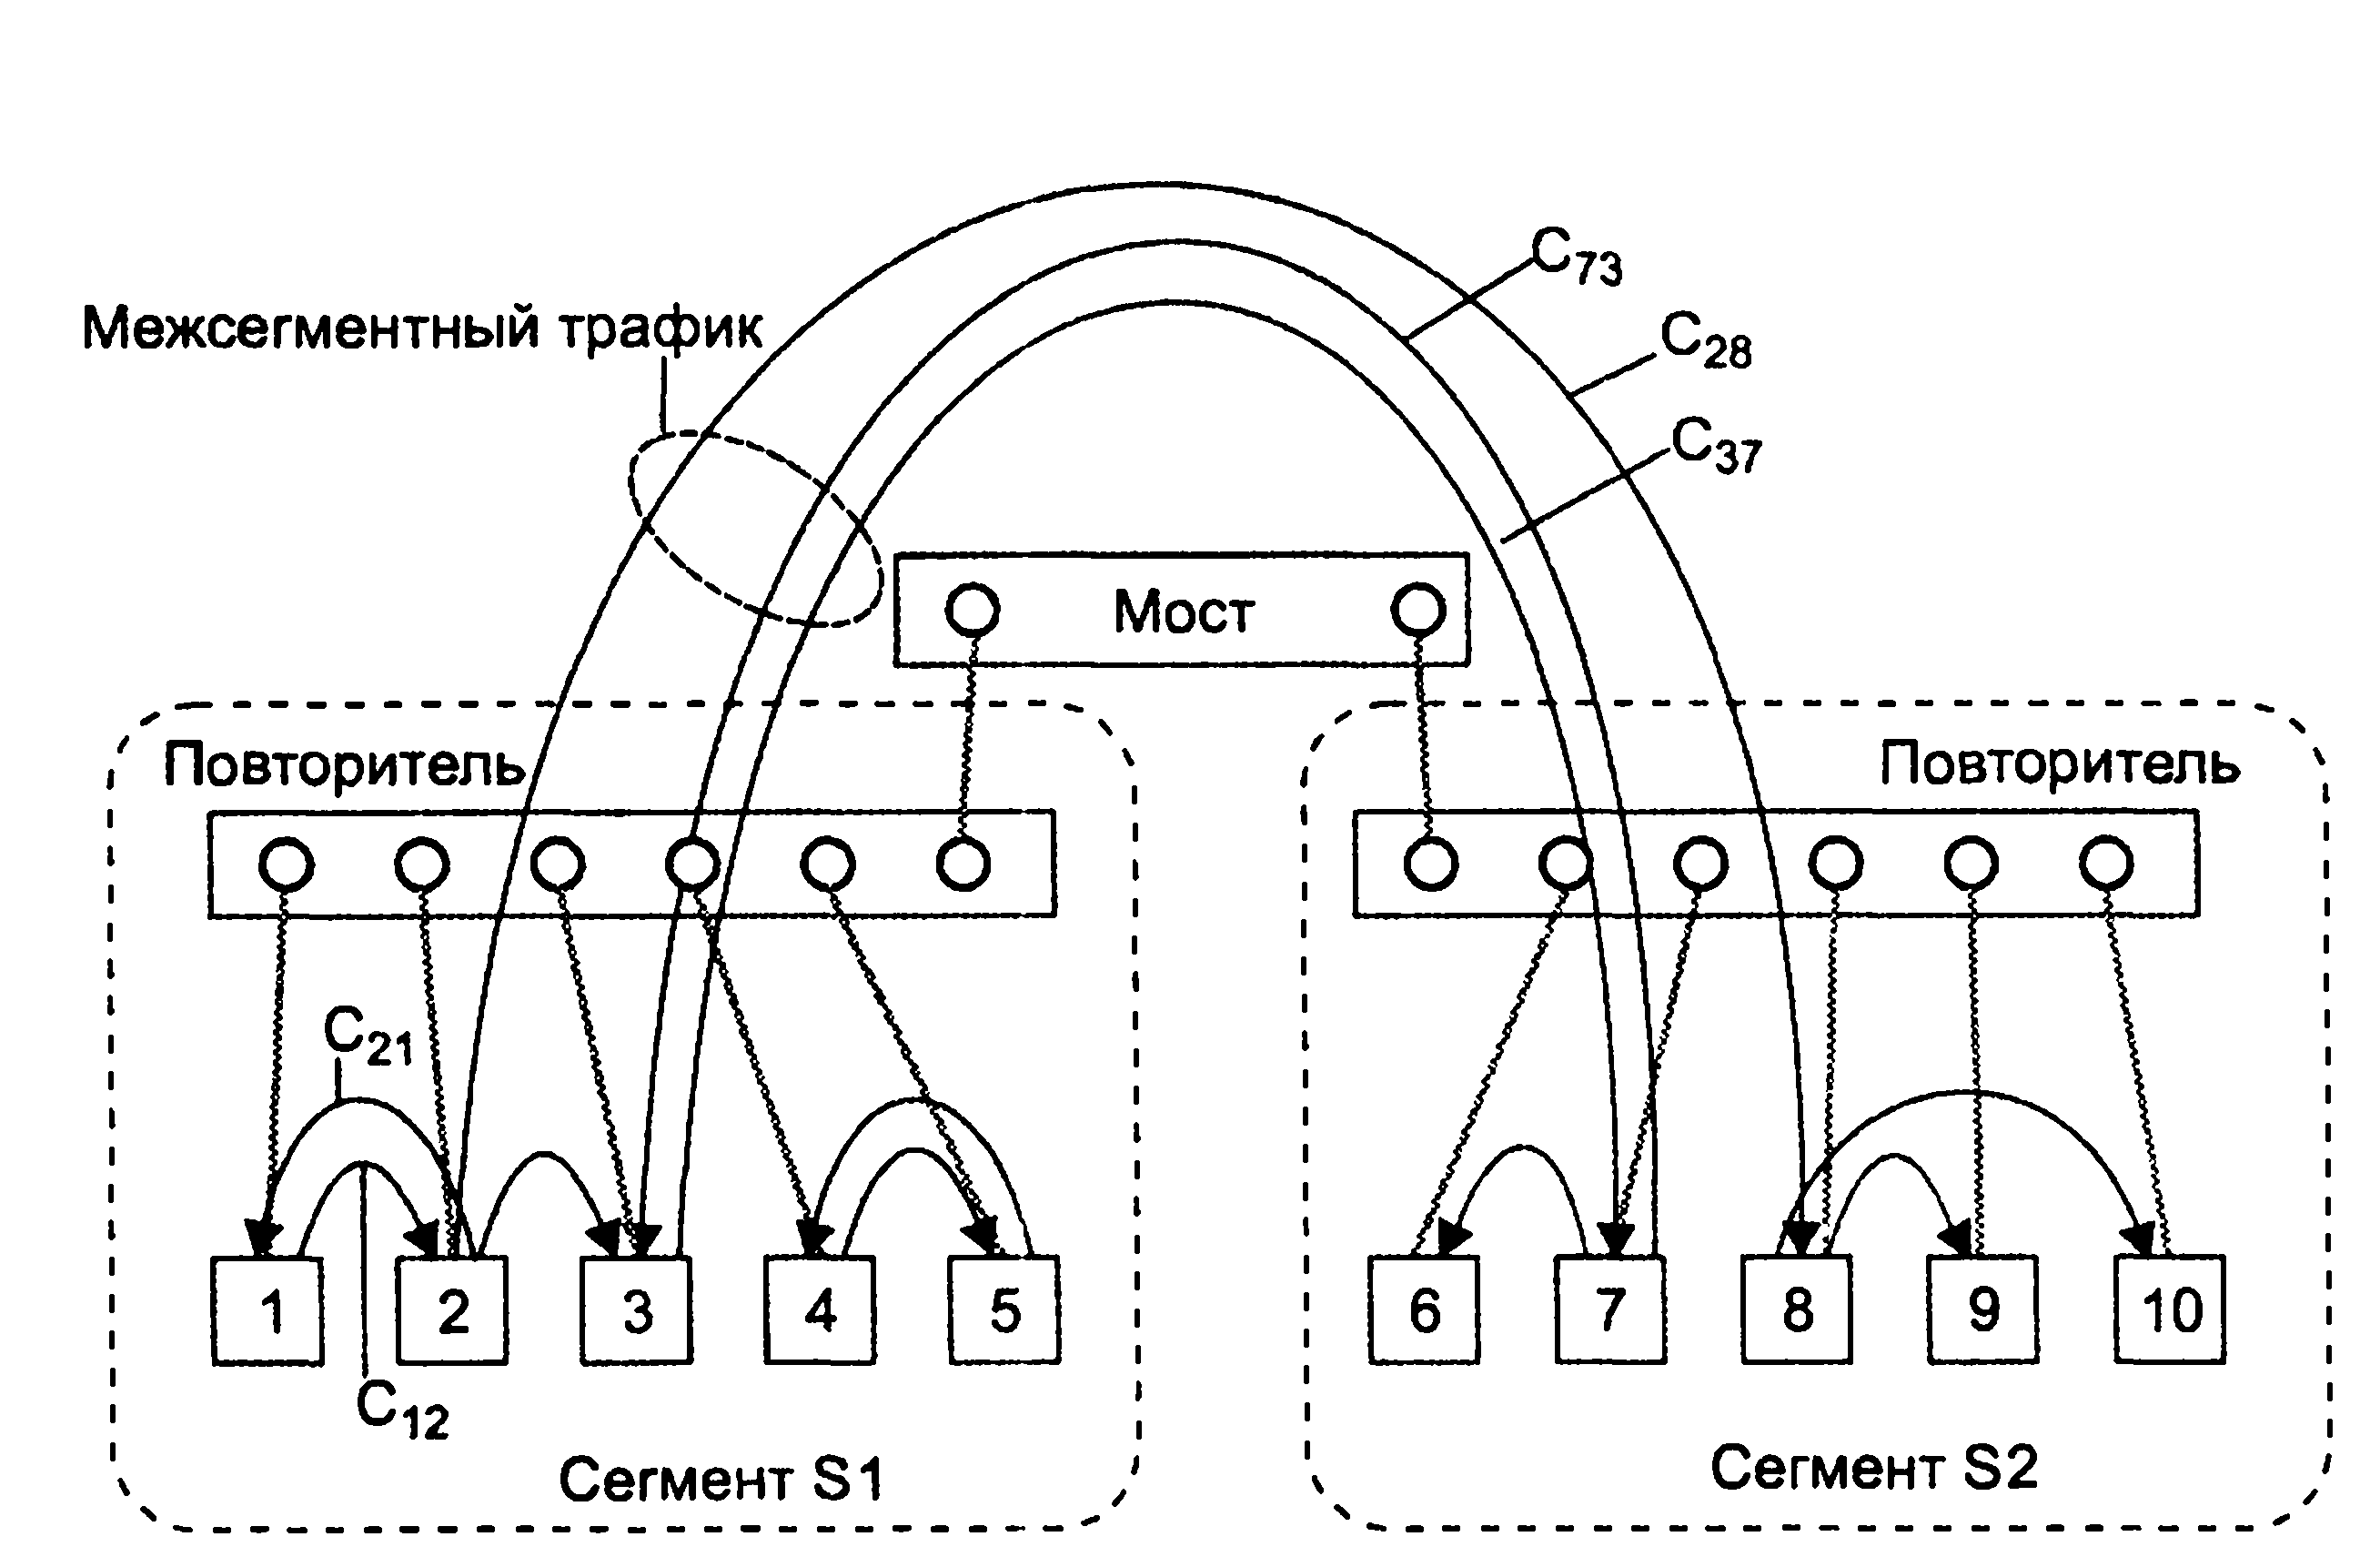 C73
C28
Межсегментный трафик
C37
Мост
Повторитель
Повторитель
C21
1
2
3
4
5
6
7
8
9
10
C12
Сегмент S1
Сегмент S2